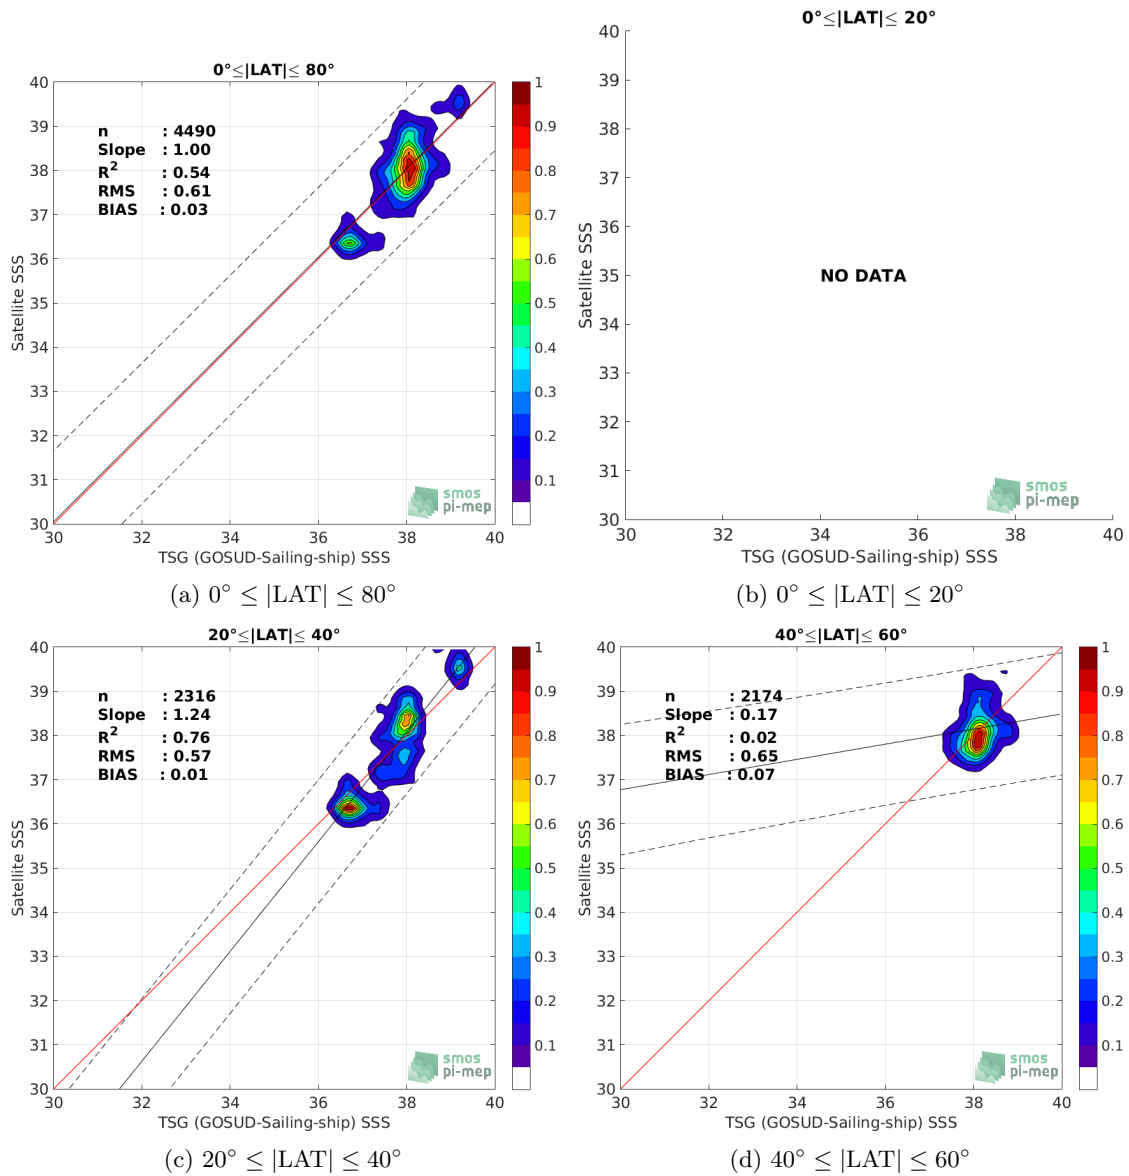 0°≤|LAT|≤ 80°
40
39
38
37
36
35
34
33
32
31
30
Satellite SSS
n : 4490
Slope : 1.00
R² : 0.54
RMS : 0.61
BIAS : 0.03
1
0.9
0.8
0.7
0.6
0.5
0.4
0.3
0.2
0.1
smos
pi-mep
30 32 34 36 38 40
TSG (GOSUD-Sailing-ship) SSS
(a) 0° ≤ |LAT| ≤ 80°
0°≤|LAT|≤ 20°
40
39
38
37
36
35
34
33
32
31
30
Satellite SSS
NO DATA
smos
pi-mep
30 32 34 36 38 40
TSG (GOSUD-Sailing-ship) SSS
(b) 0° ≤ |LAT| ≤ 20°
20°≤|LAT|≤ 40°
40
39
38
37
36
35
34
33
32
31
30
Satellite SSS
n : 2316
Slope : 1.24
R² : 0.76
RMS : 0.57
BIAS : 0.01
1
0.9
0.8
0.7
0.6
0.5
0.4
0.3
0.2
0.1
smos
pi-mep
30 32 34 36 38 40
TSG (GOSUD-Sailing-ship) SSS
(c) 20° ≤ |LAT| ≤ 40°
40°≤|LAT|≤ 60°
40
39
38
37
36
35
34
33
32
31
30
Satellite SSS
n : 2174
Slope : 0.17
R² : 0.02
RMS : 0.65
BIAS : 0.07
1
0.9
0.8
0.7
0.6
0.5
0.4
0.3
0.2
0.1
smos
pi-mep
30 32 34 36 38 40
TSG (GOSUD-Sailing-ship) SSS
(d) 40° ≤ |LAT| ≤ 60°